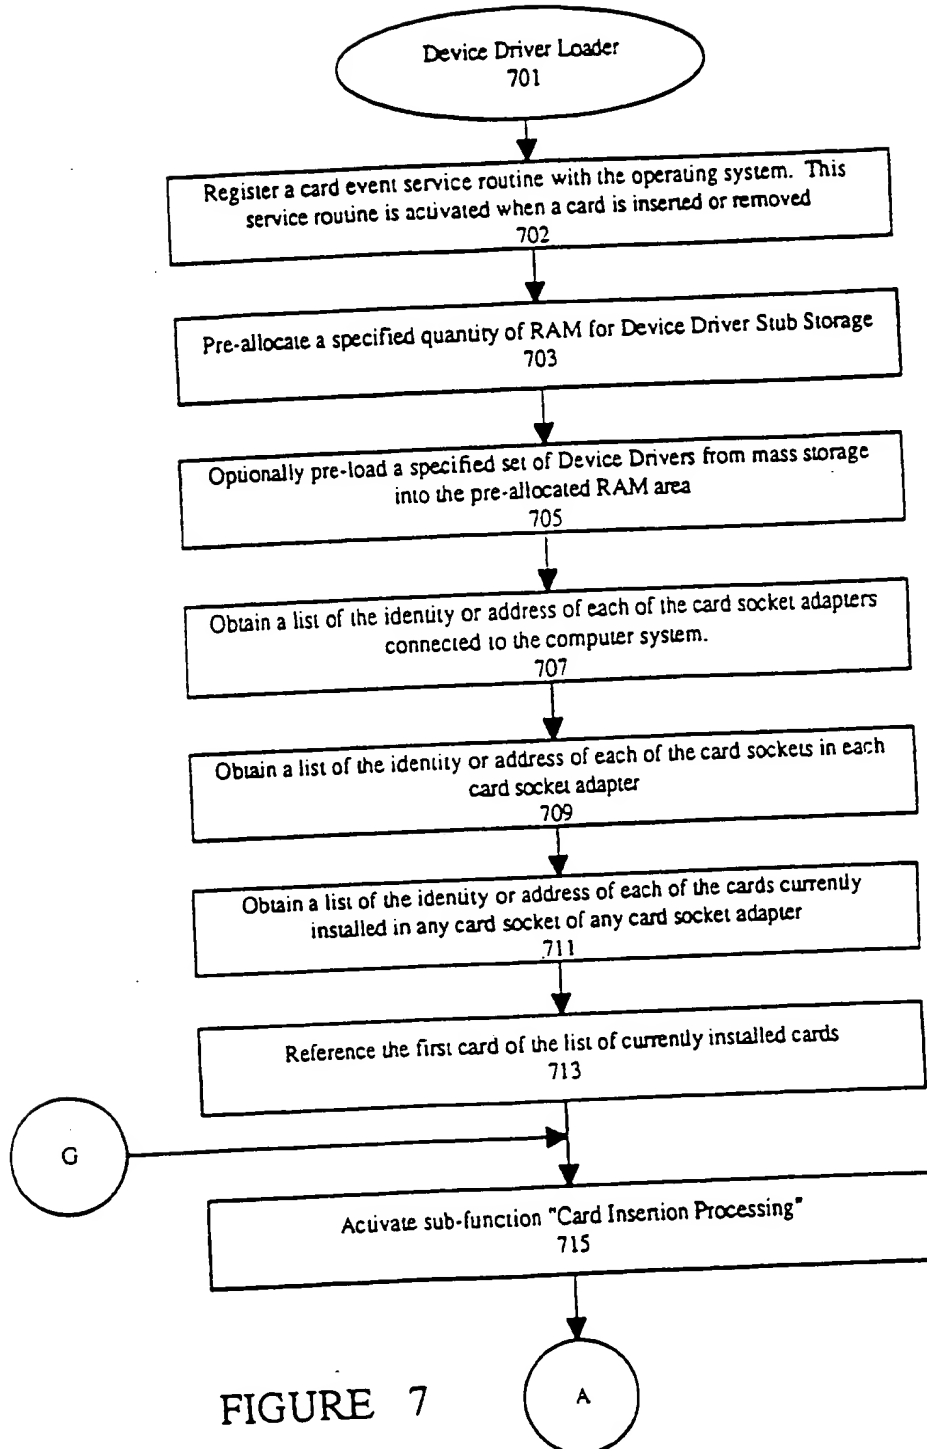 Device Driver Loader
701
Register a card event service routine with the operating system. This
service routine is activated when a card is inserted or removed
702
Pre-allocate a specified quantity of RAM for Device Driver Stub Storage
703
Optionally pre-load a specified set of Device Drivers from mass storage
into the pre-allocated RAM area
705
Obtain a list of the identity or address of each of the card socket adapters
connected to the computer system.
707
Obtain a list of the identity or address of each of the card sockets in each
card socket adapter
709
Obtain a list of the identity or address of each of the cards currently
installed in any card socket of any card socket adapter
711
Reference the first card of the list of currently installed cards
713
G
Activate sub-function "Card Insertion Processing"
715
A
FIGURE 7